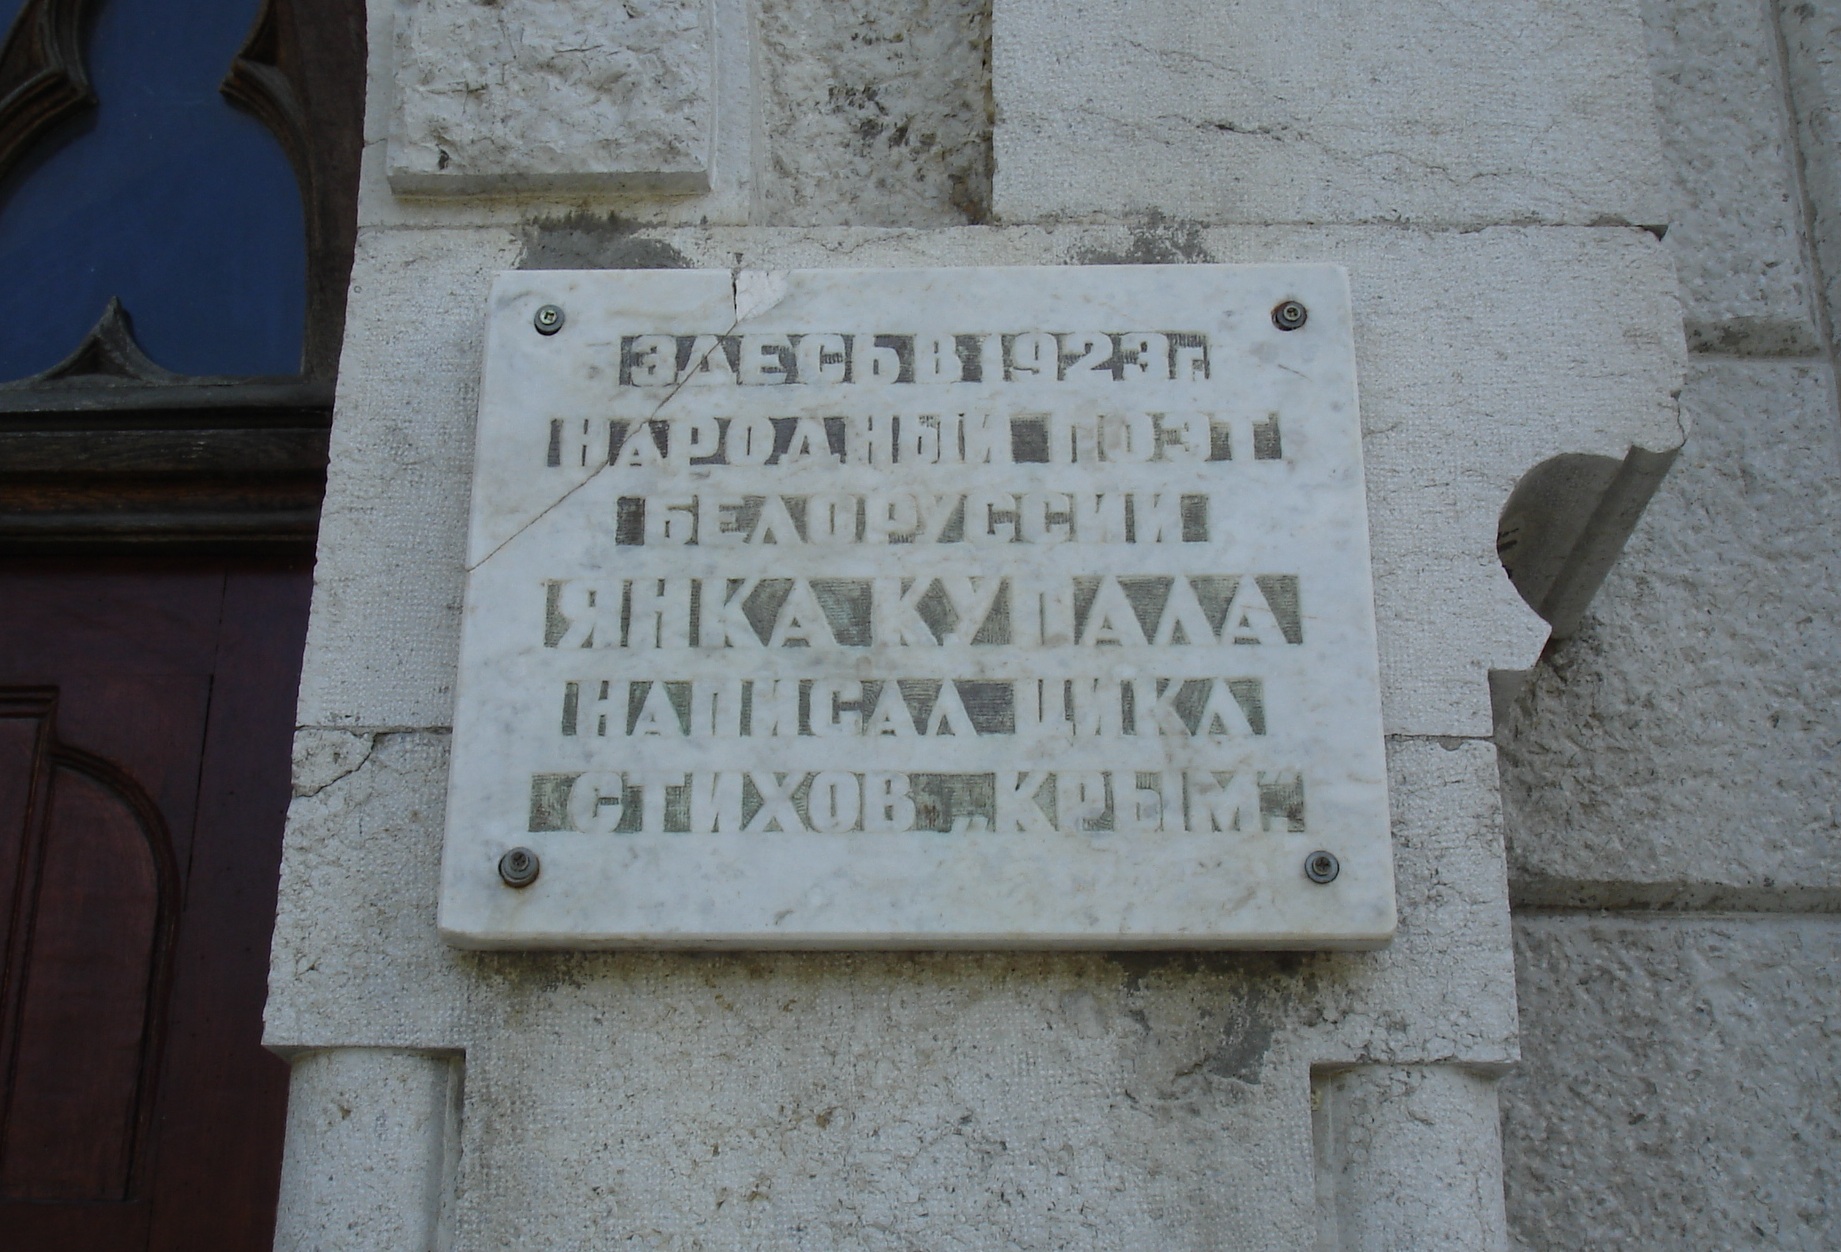 ЗДЕСЬ В 1923 г.
НАРОДНЫЙ ПОЭТ
БЕЛОРУССИИ
ЯНКА КУПАЛА
НАПИСАЛ ЦИКЛ
СТИХОВ „КРЫМ“